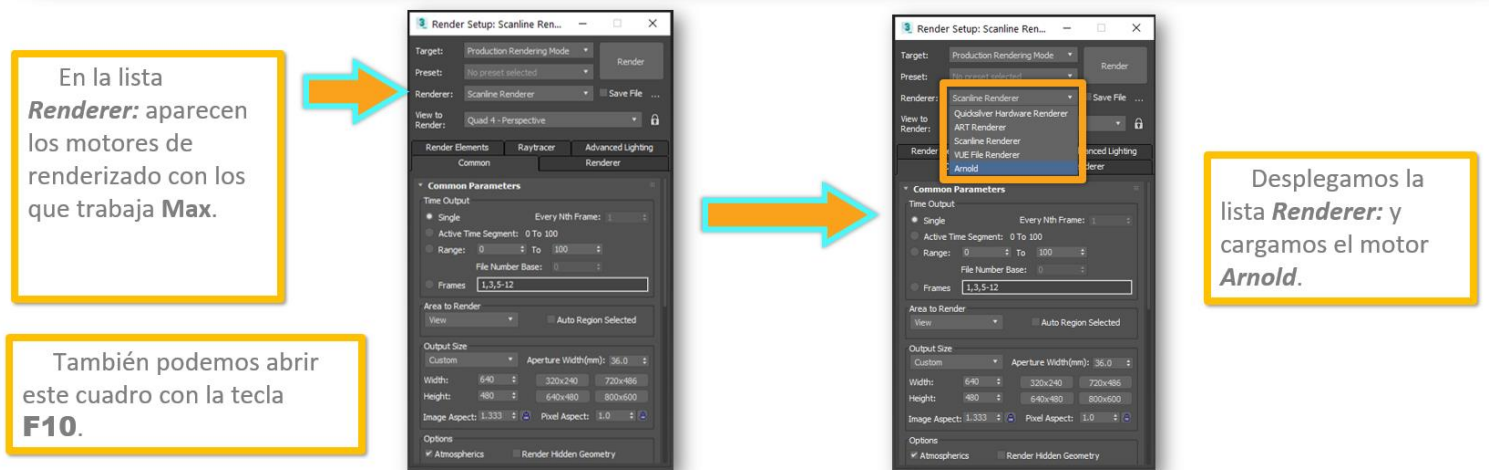 En la lista
Renderer: aparecen
los motores de
renderizado con los
que trabaja Max.
También podemos abrir
este cuadro con la tecla
F10.
Render Setup: Scanline Ren...
Target: Production Rendering Mode
Render
Preset: No preset selected
Renderer: Scanline Renderer Save File ...
View to
Render: Quad 4 - Perspective
Render Elements Raytracer Advanced Lighting
Common Renderer
Common Parameters
Time Output
Single Every Nth Frame: 1
Active Time Segment: 0 To 100
Range: 0 To 100
File Number Base: 0
Frames 1,3,5-12
Area to Render
View Auto Region Selected
Output Size
Custom Aperture Width(mm): 36.0
Width: 640 320x240 720x486
Height: 480 640x480 800x600
Image Aspect: 1.333 Pixel Aspect: 1.0
Options
Atmospherics Render Hidden Geometry
Render Setup: Scanline Ren...
Target: Production Rendering Mode
Render
Preset: No preset selected
Renderer: Scanline Renderer Save File ...
View to
Render:
Quicksilver Hardware Renderer
ART Renderer
Scanline Renderer
VUE File Renderer
Arnold
Render
anced Lighting
derer
Common Parameters
Time Output
Single Every Nth Frame: 1
Active Time Segment: 0 To 100
Range: 0 To 100
File Number Base: 0
Frames 1,3,5-12
Area to Render
View Auto Region Selected
Output Size
Custom Aperture Width(mm): 36.0
Width: 640 320x240 720x486
Height: 480 640x480 800x600
Image Aspect: 1.333 Pixel Aspect: 1.0
Options
Atmospherics Render Hidden Geometry
Desplegamos la
lista Renderer: y
cargamos el motor
Arnold.